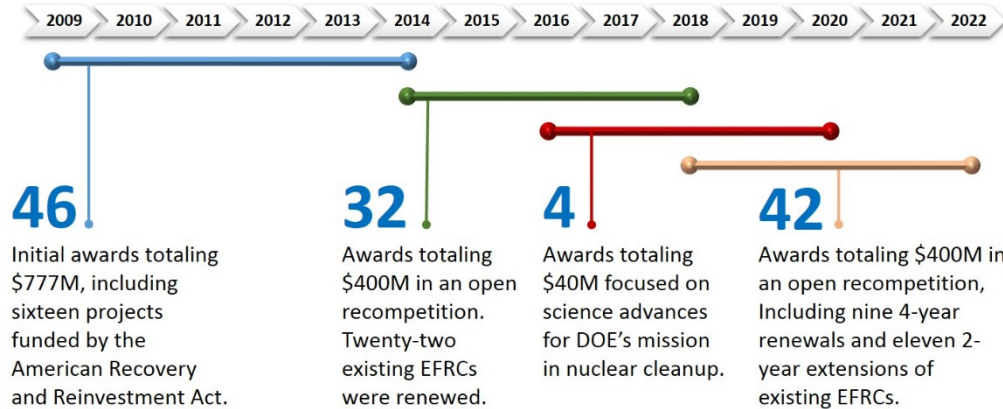 2009 2010 2011 2012 2013 2014 2015 2016 2017 2018 2019 2020 2021 2022
46
Initial awards totaling
$777M, including
sixteen projects
funded by the
American Recovery
and Reinvestment Act.
32
Awards totaling
$400M in an open
recompetition.
Twenty-two
existing EFRCs
were renewed.
4
Awards totaling
$40M focused on
science advances
for DOE's mission
in nuclear cleanup.
42
Awards totaling $400M in
an open recompetition,
Including nine 4-year
renewals and eleven 2-
year extensions of
existing EFRCs.